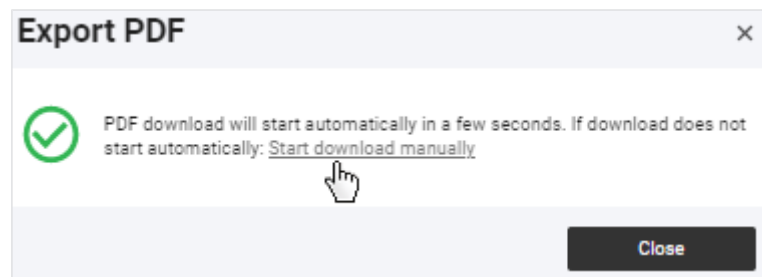 Export PDF
PDF download will start automatically in a few seconds. If download does not
start automatically: Start download manually
Close